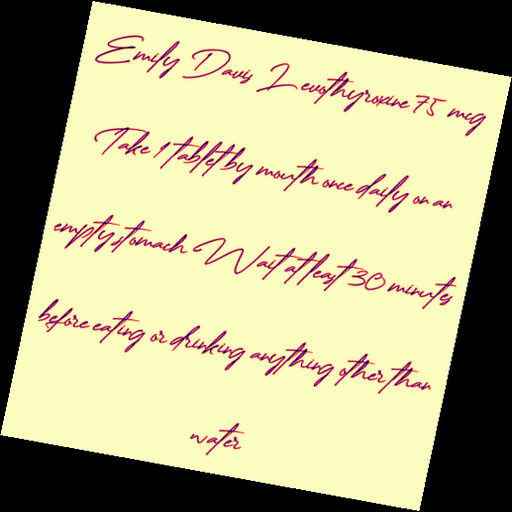 Emily Davis Levothyroxine 75 mcg
Take 1 tablet by mouth once daily on an
empty stomach Wait at least 30 minutes
before eating or drinking anything other than
water